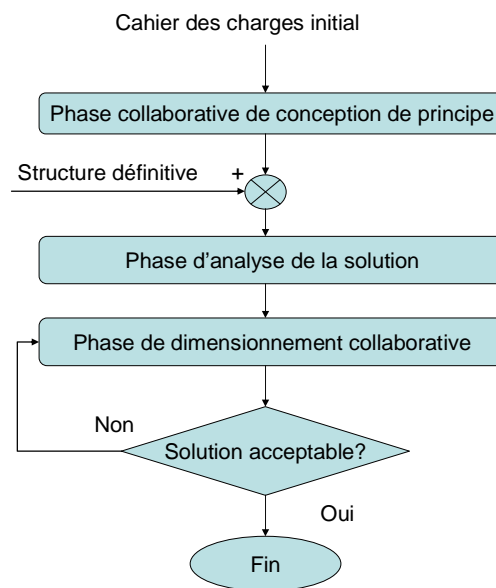 Cahier des charges initial
Phase collaborative de conception de principe
Structure définitive
+
Phase d'analyse de la solution
Phase de dimensionnement collaborative
Non
Solution acceptable?
Oui
Fin